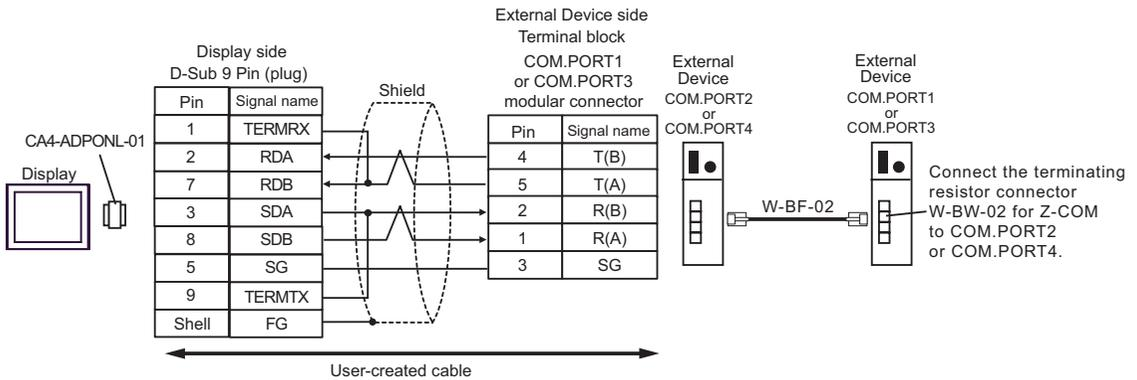 External Device side
Terminal block
COM.PORT1
or COM.PORT3
modular connector
Display side
D-Sub 9 Pin (plug)
Shield
External
Device
COM.PORT2
or
COM.PORT4
External
Device
COM.PORT1
or
COM.PORT3
CA4-ADPONL-01
Display
Pin Signal name
1 TERMRX
2 RDA
7 RDB
3 SDA
8 SDB
5 SG
9 TERMTX
Shell FG
Pin Signal name
4 T(B)
5 T(A)
2 R(B)
1 R(A)
3 SG
W-BF-02
Connect the terminating
resistor connector
W-BW-02 for Z-COM
to COM.PORT2
or COM.PORT4.
User-created cable